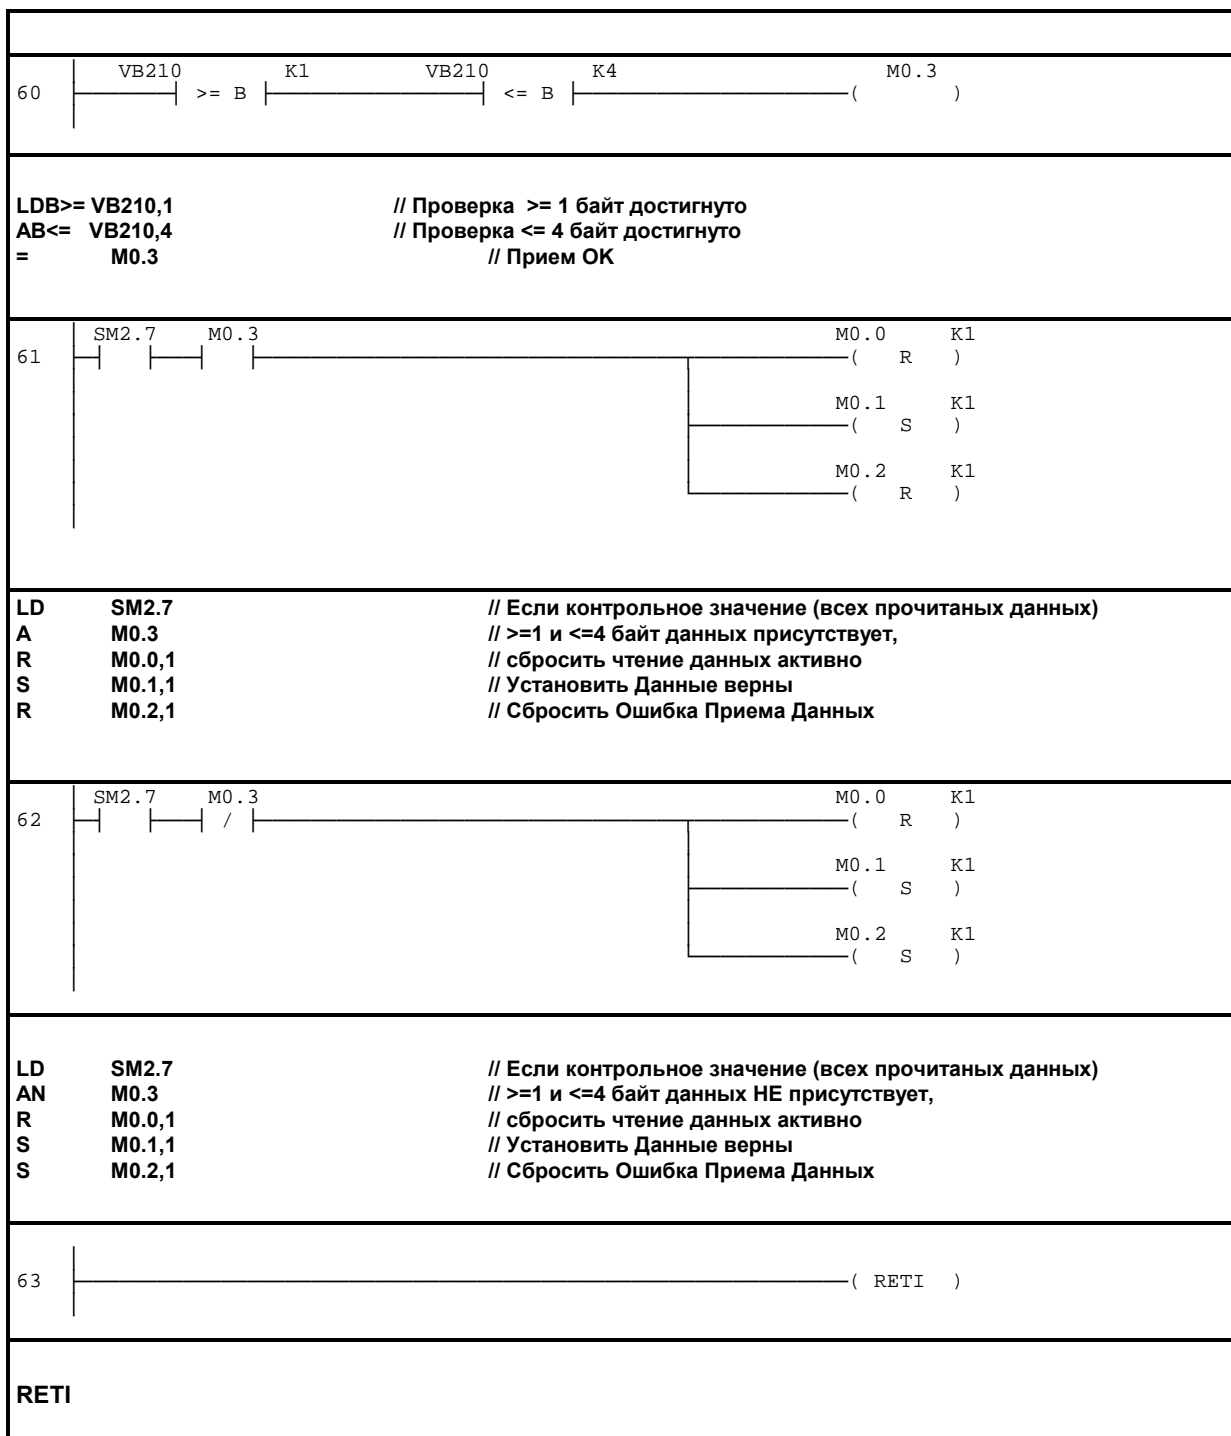 VB210 K1 VB210 K4 M0.3
60 >= B <= B ( )
LDB>= VB210,1 // Проверка >= 1 байт достигнуто
AB<= VB210,4 // Проверка <= 4 байт достигнуто
= M0.3 // Прием OK
SM2.7 M0.3 M0.0 K1
61 ( R )
M0.1 K1
( S )
M0.2 K1
( R )
LD SM2.7 // Если контрольное значение (всех прочитаных данных)
A M0.3 // >=1 и <=4 байт данных присутствует,
R M0.0,1 // сбросить чтение данных активно
S M0.1,1 // Установить Данные верны
R M0.2,1 // Сбросить Ошибка Приема Данных
SM2.7 M0.3 M0.0 K1
62 / ( R )
M0.1 K1
( S )
M0.2 K1
( S )
LD SM2.7 // Если контрольное значение (всех прочитаных данных)
AN M0.3 // >=1 и <=4 байт данных НЕ присутствует,
R M0.0,1 // сбросить чтение данных активно
S M0.1,1 // Установить Данные верны
S M0.2,1 // Сбросить Ошибка Приема Данных
63 ( RETI )
RETI